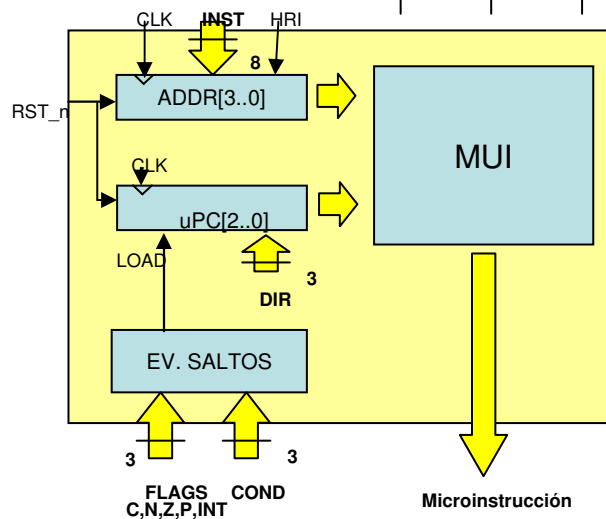 CLK INST HRI
8
ADDR[3..0]
RST_n
MUI
CLK
uPC[2..0]
LOAD
3
DIR
EV. SALTOS
3 3
FLAGS COND
C,N,Z,P,INT
Microinstrucción